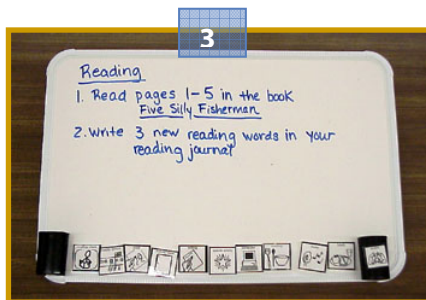 3
Reading
1. Read pages 1-5 in the book
Five Silly Fisherman
2. Write 3 new reading words in your
reading journal